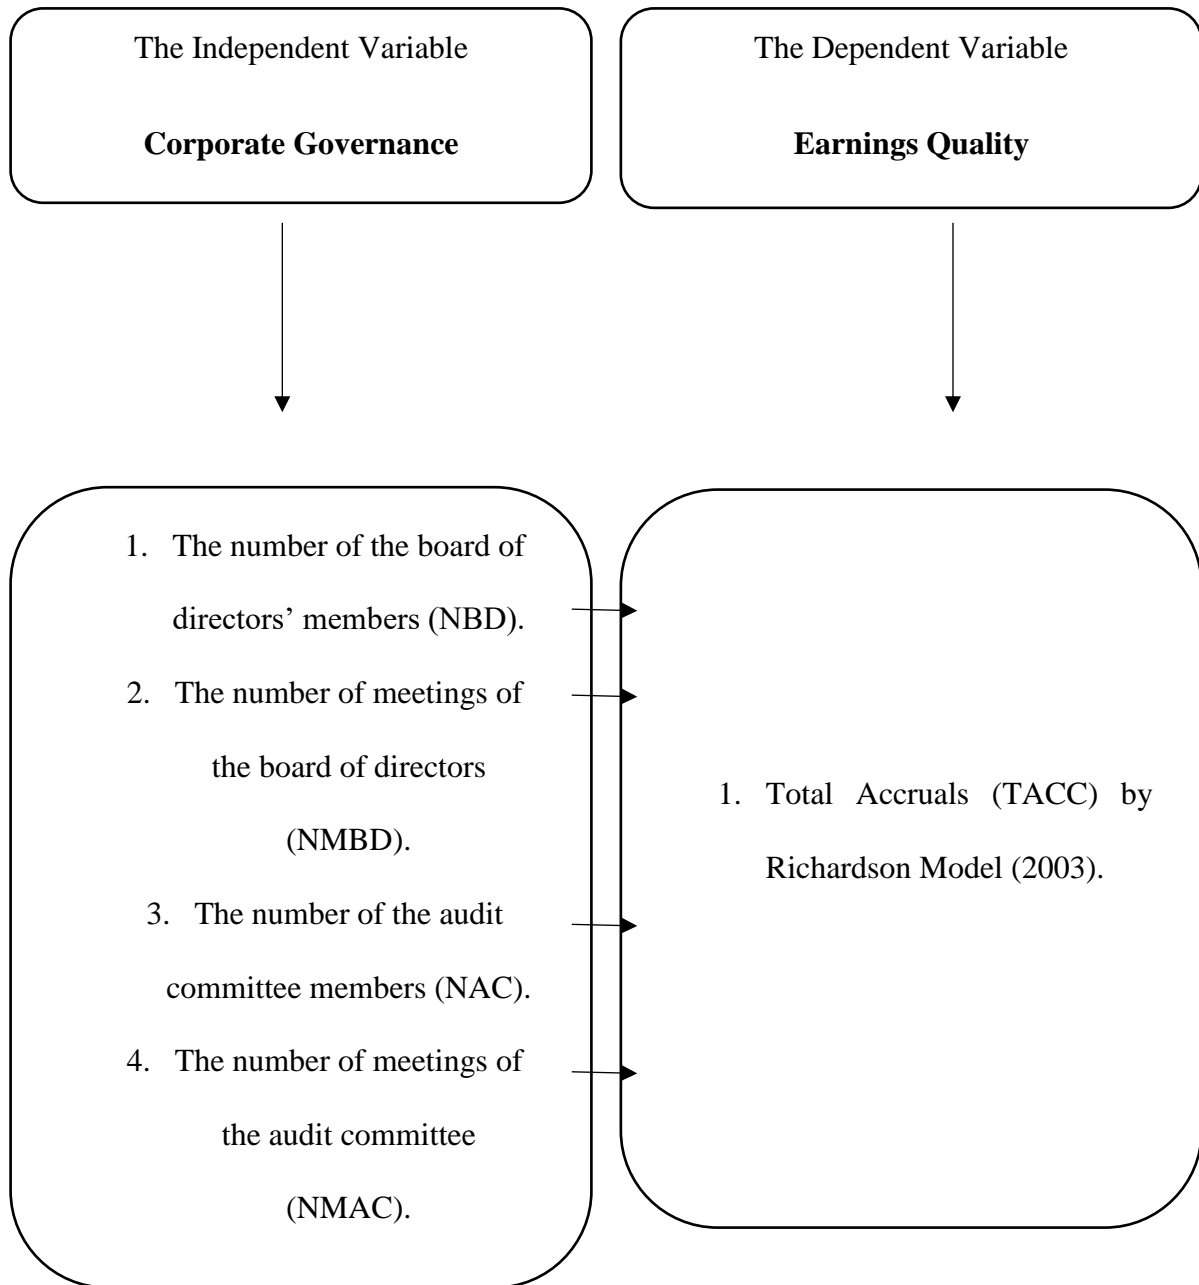 The Independent Variable
Corporate Governance
The Dependent Variable
Earnings Quality
1. The number of the board of
directors’ members (NBD).
2. The number of meetings of
the board of directors
(NMBD).
3. The number of the audit
committee members (NAC).
4. The number of meetings of
the audit committee
(NMAC).
1. Total Accruals (TACC) by
Richardson Model (2003).